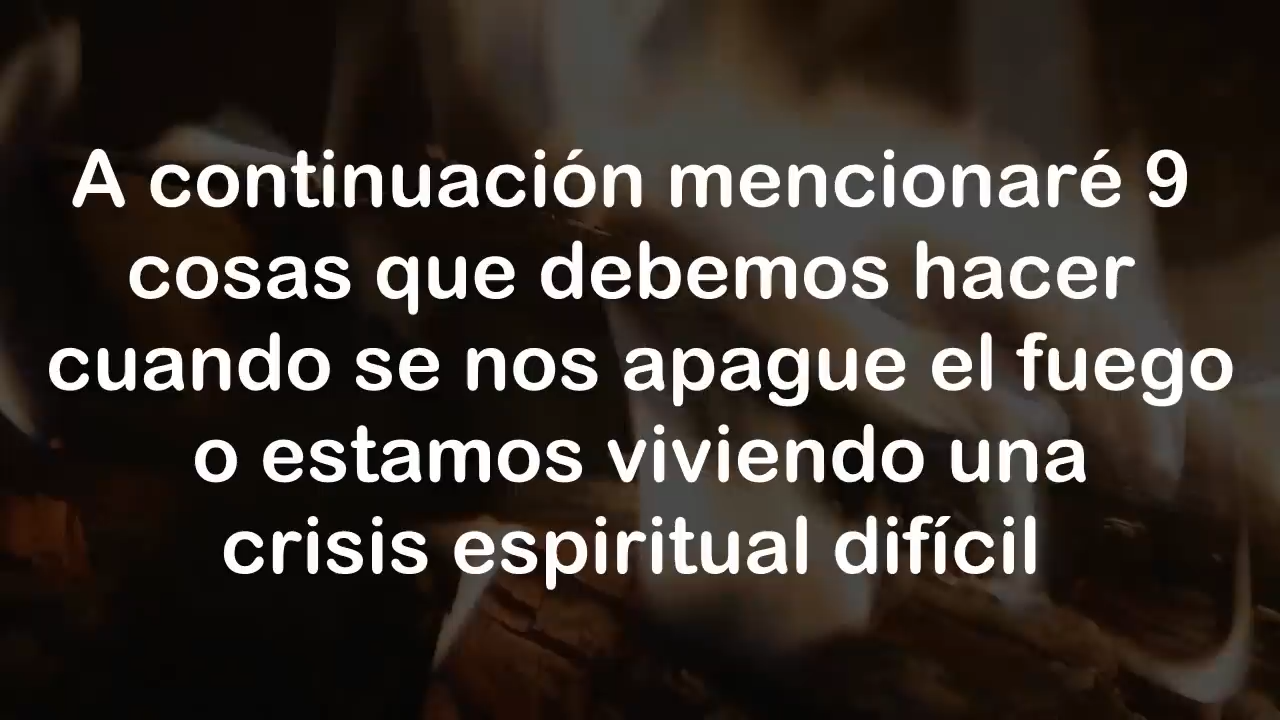 A continuación mencionaré 9
cosas que debemos hacer
cuando se nos apague el fuego
o estamos viviendo una
crisis espiritual difícil